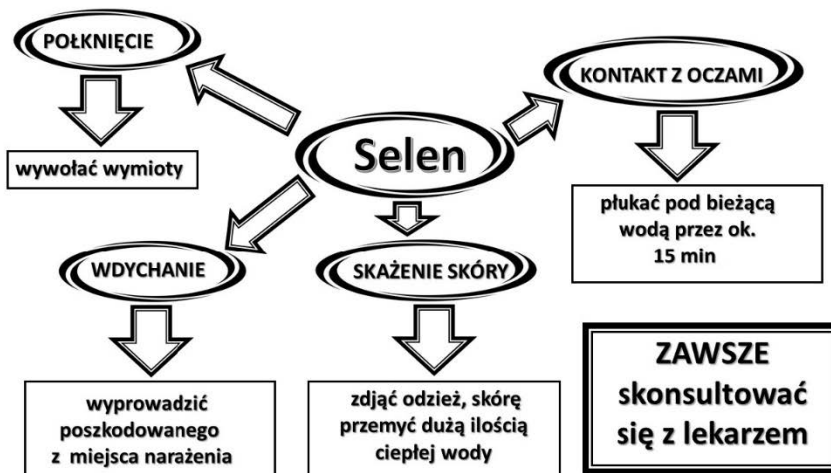 POŁKNIĘCIE
KONTAKT Z OCZAMI
Selen
wywołać wymioty
płukać pod bieżącą
wodą przez ok.
15 min
WDYCHANIE
SKAŻENIE SKÓRY
wyprowadzić
poszkodowanego
z miejsca narażenia
zdjąć odzież, skórę
przemyć dużą ilością
ciepłej wody
ZAWSZE
skonsultować
się z lekarzem